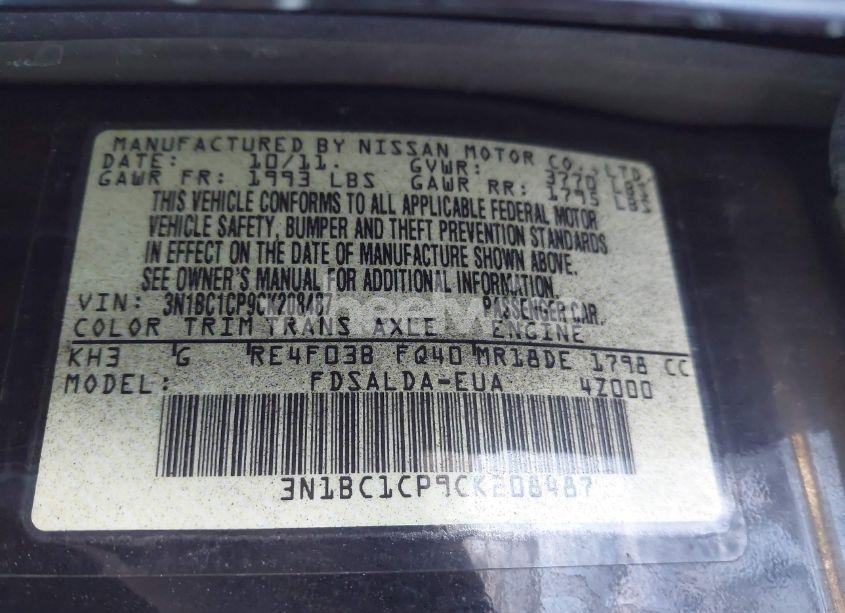 MANUFACTURED BY NISSAN MOTOR CO.,LTD.
DATE: 10/11. GVWR: 3770 LBS
GAWR FR: 1993 LBS GAWR RR: 1795 LBS
THIS VEHICLE CONFORMS TO ALL APPLICABLE FEDERAL MOTOR
VEHICLE SAFETY, BUMPER AND THEFT PREVENTION STANDARDS
IN EFFECT ON THE DATE OF MANUFACTURE SHOWN ABOVE.
SEE OWNER'S MANUAL FOR ADDITIONAL INFORMATION.
VIN: 3N1BC1CP9CK208487 PASSENGER CAR.
COLOR TRIM TRANS AXLE ENGINE
KH3 G RE4F03B FQ40 MR18DE 1798 CC
MODEL: FDSALDA-EUA 4Z000
3N1BC1CP9CK208487